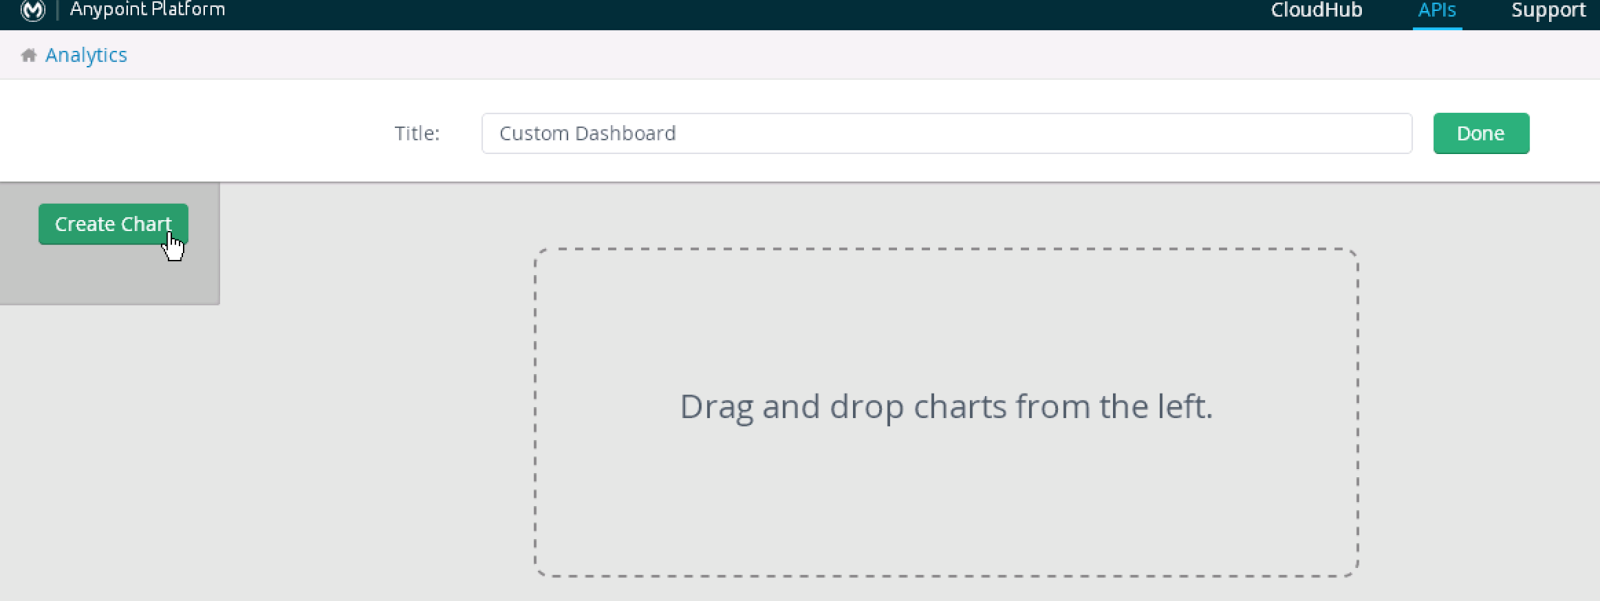 Anypoint Platform
CloudHub APIs Support
Analytics
Title: Custom Dashboard Done
Create Chart
Drag and drop charts from the left.